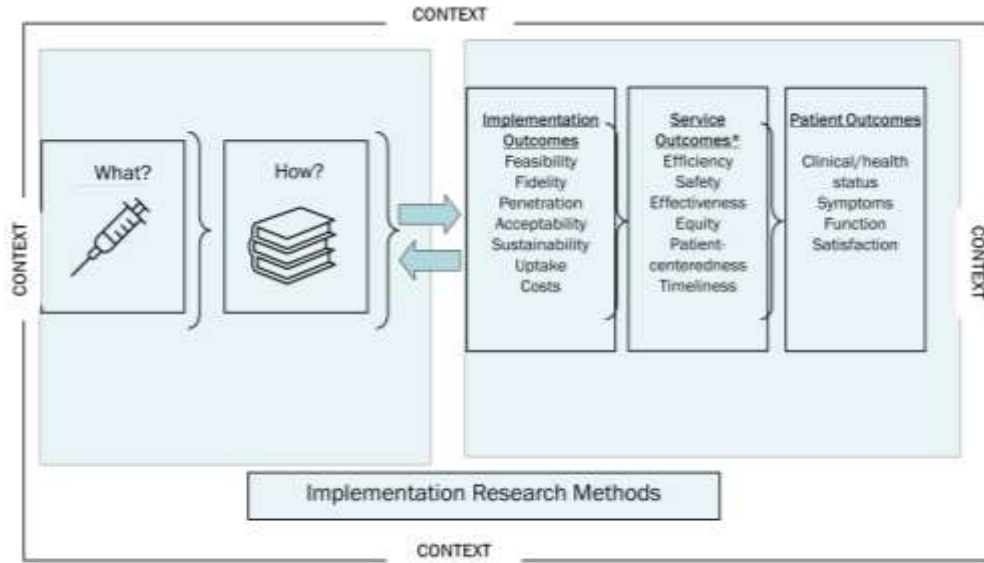 CONTEXT
CONTEXT
What?
How?
Implementation
Outcomes
Feasibility
Fidelity
Penetration
Acceptability
Sustainability
Uptake
Costs
Service
Outcomes*
Efficiency
Safety
Effectiveness
Equity
Patient-
centeredness
Timeliness
Patient Outcomes
Clinical/health
status
Symptoms
Function
Satisfaction
CONTEXT
Implementation Research Methods
CONTEXT